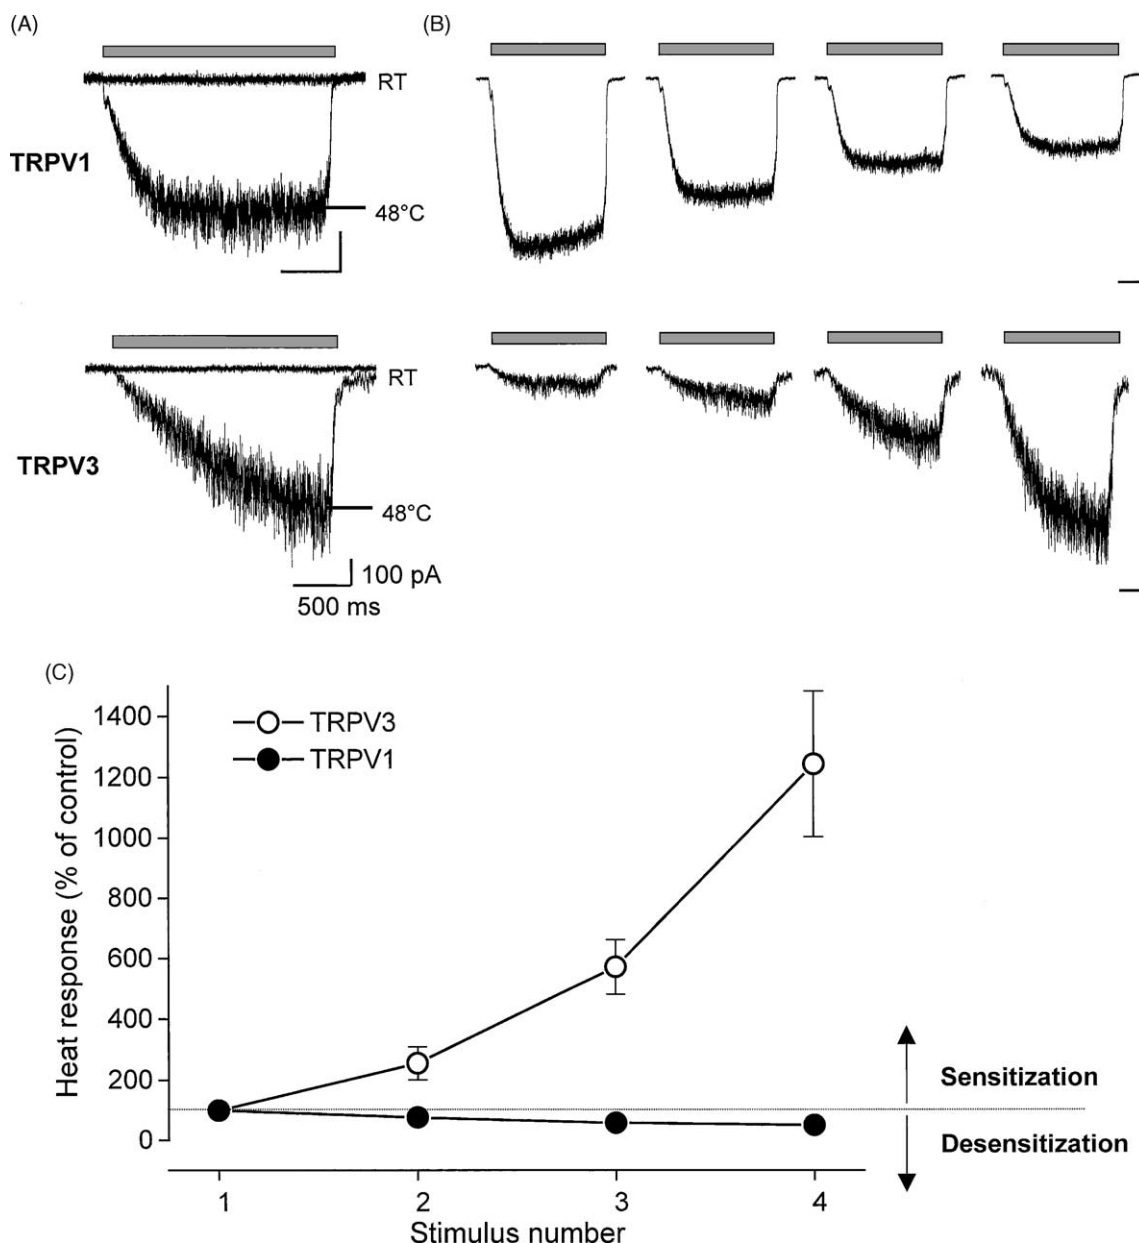 (A)
(B)
RT
TRPV1
48°C
RT
TRPV3
48°C
100 pA
500 ms
(C)
1400
1200
1000
800
600
400
200
0
Heat response (% of control)
TRPV3
TRPV1
Sensitization
Desensitization
1 2 3 4
Stimulus number